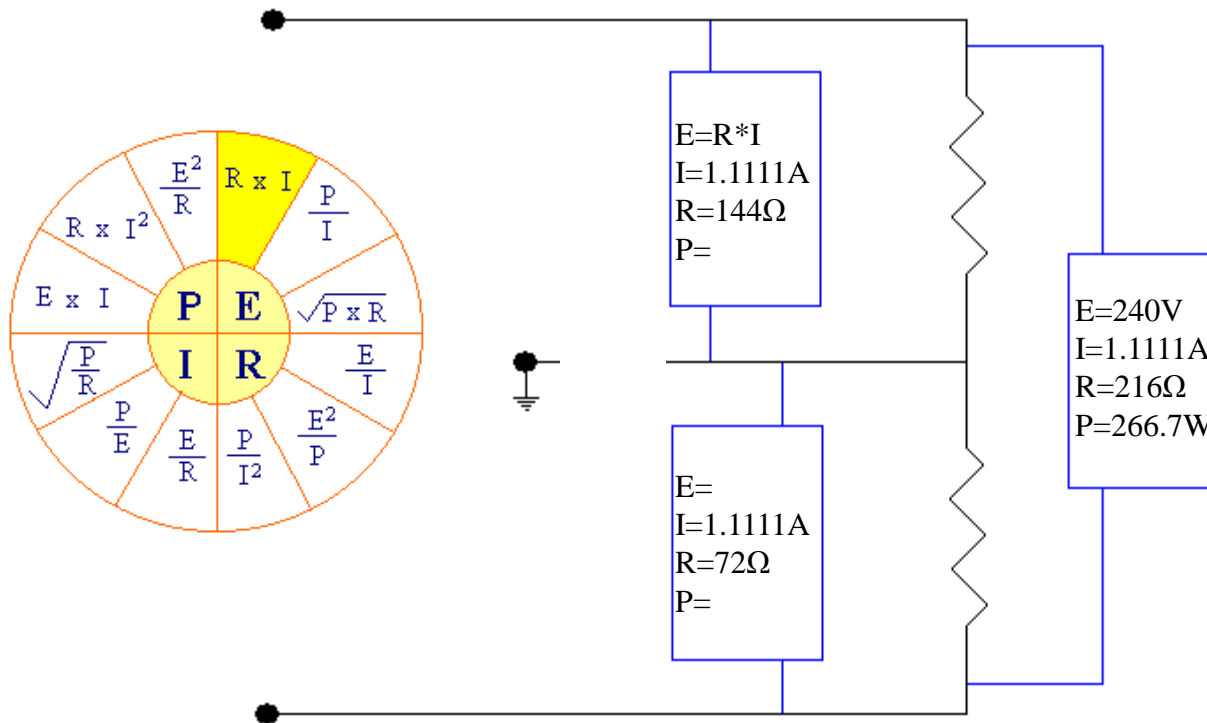 E=R*I
I=1.1111A
R=144Ω
P=
E²/R
R x I
P/I
R x I²
E x I
P E
I R
√P x R
√P/R
E/I
P/E
E/R
P/I²
E²/P
E=240V
I=1.1111A
R=216Ω
P=266.7W
E=
I=1.1111A
R=72Ω
P=